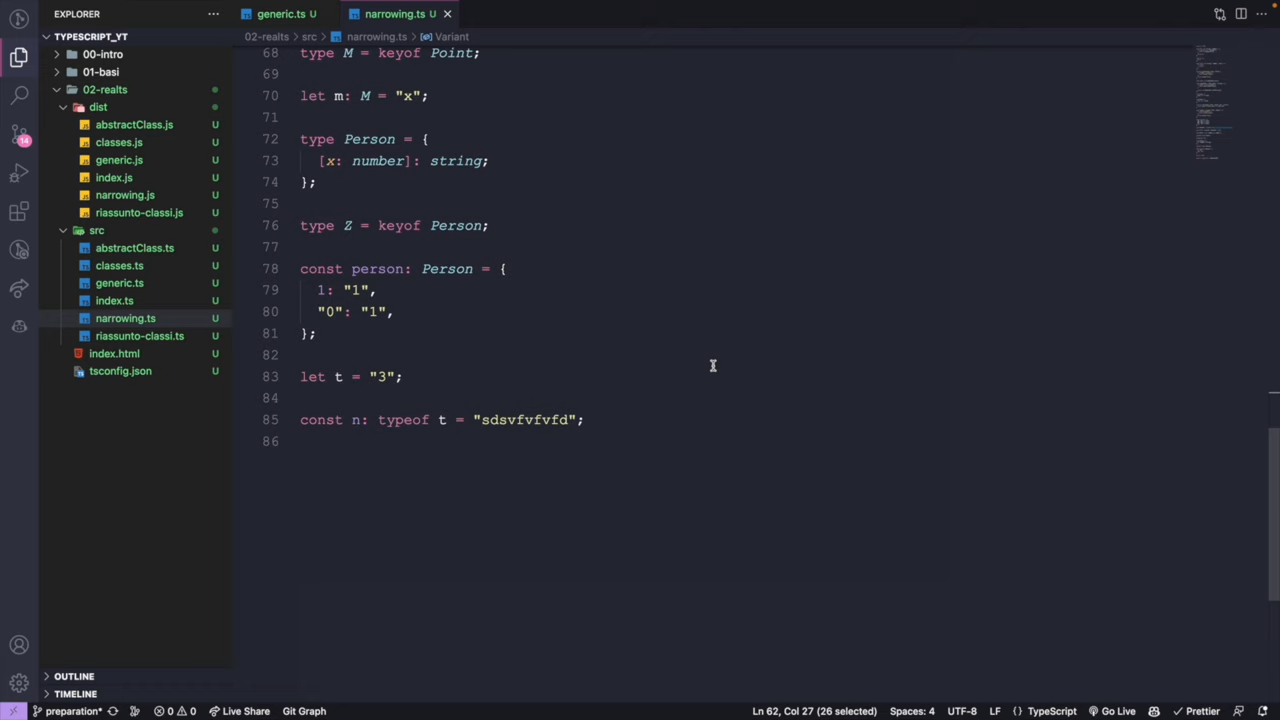 EXPLORER
generic.ts U
narrowing.ts U
TYPESCRIPT_YT
02-realts > src > narrowing.ts > Variant
00-intro
01-basi
02-realts
dist
abstractClass.js U
classes.js U
generic.js U
index.js U
narrowing.js U
riassunto-classi.js U
src
abstractClass.ts U
classes.ts U
generic.ts U
index.ts U
narrowing.ts U
riassunto-classi.ts U
index.html U
tsconfig.json U
14
68 type M = keyof Point;
69
70 let m: M = "x";
71
72 type Person = {
73 [x: number]: string;
74 };
75
76 type Z = keyof Person;
77
78 const person: Person = {
79 1: "1",
80 "0": "1",
81 };
82
83 let t = "3";
84
85 const n: typeof t = "sdsvfvfvfd";
86
OUTLINE
TIMELINE
preparation* 0 0 Live Share Git Graph Ln 62, Col 27 (26 selected) Spaces: 4 UTF-8 LF {} TypeScript Go Live Prettier